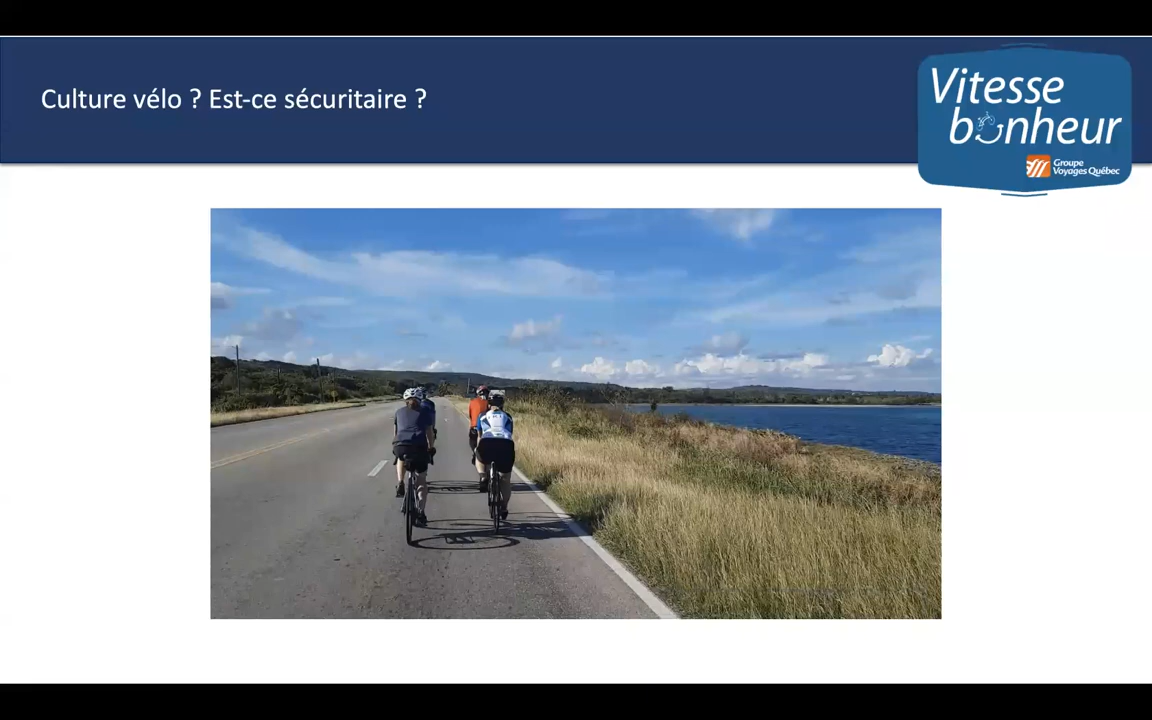 Culture vélo ? Est-ce sécuritaire ?
Vitesse
bonheur
Groupe
Voyages Québec